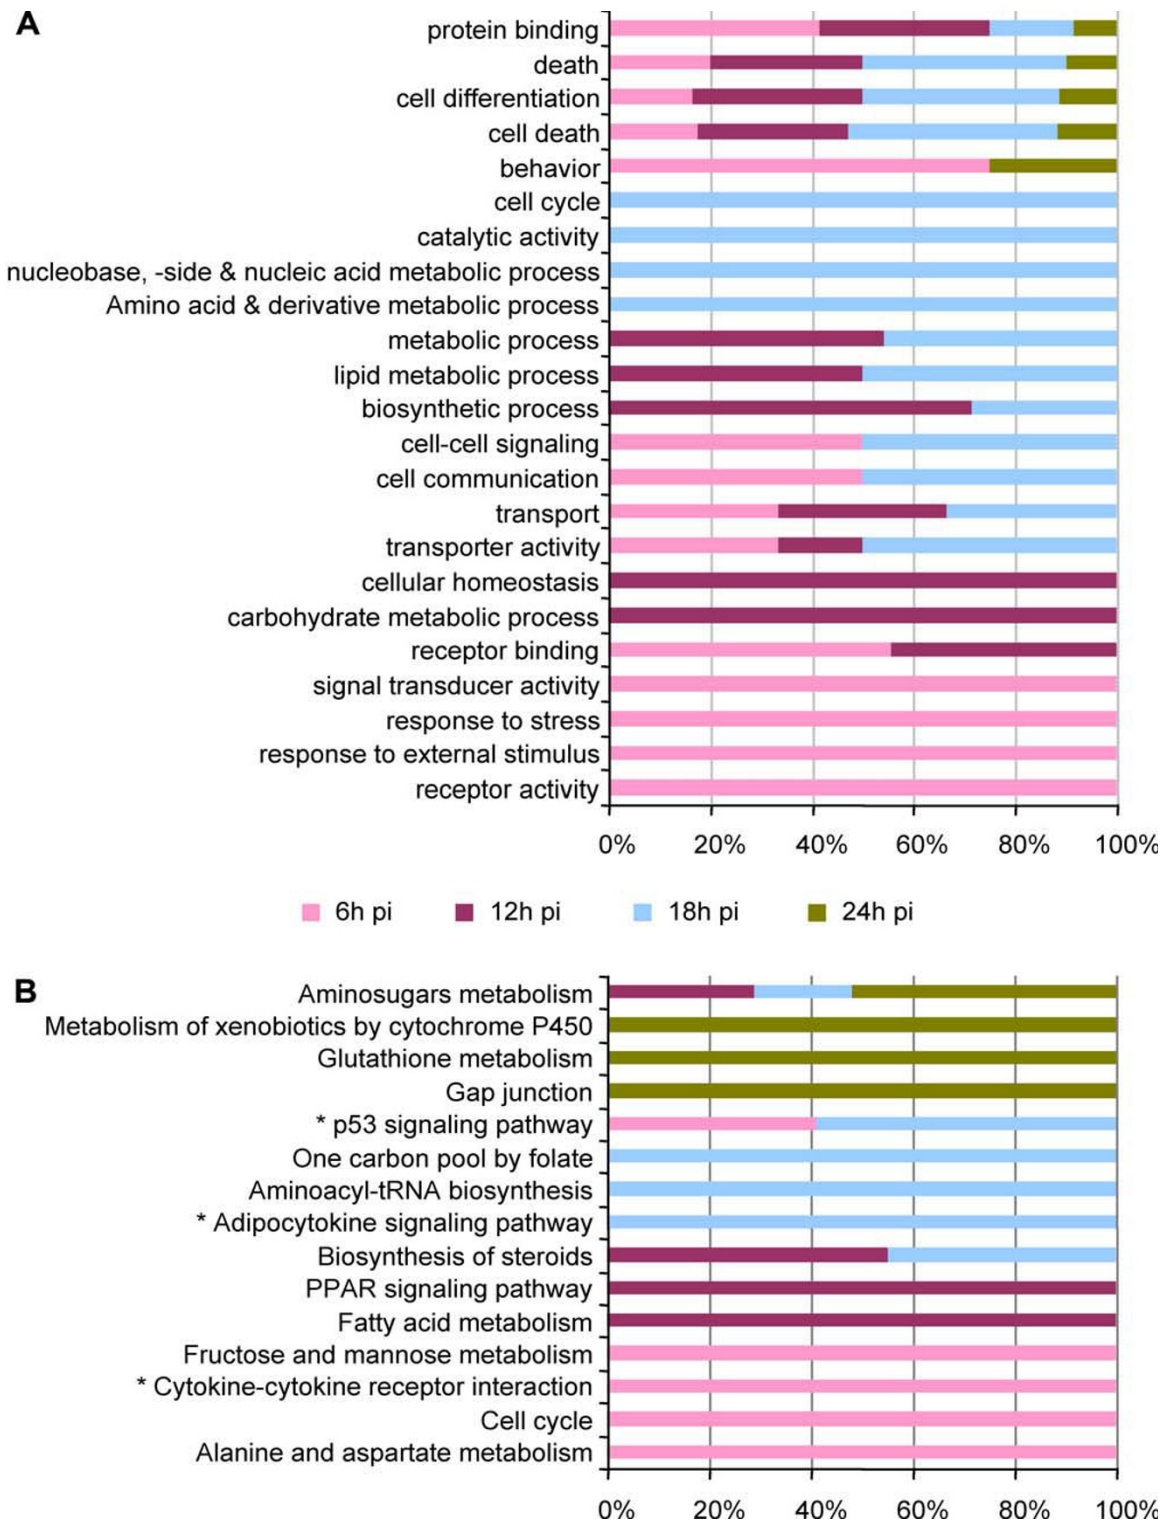 A
protein binding
death
cell differentiation
cell death
behavior
cell cycle
catalytic activity
nucleobase, -side & nucleic acid metabolic process
Amino acid & derivative metabolic process
metabolic process
lipid metabolic process
biosynthetic process
cell-cell signaling
cell communication
transport
transporter activity
cellular homeostasis
carbohydrate metabolic process
receptor binding
signal transducer activity
response to stress
response to external stimulus
receptor activity
0% 20% 40% 60% 80% 100%
6h pi 12h pi 18h pi 24h pi
B
Aminosugars metabolism
Metabolism of xenobiotics by cytochrome P450
Glutathione metabolism
Gap junction
* p53 signaling pathway
One carbon pool by folate
Aminoacyl-tRNA biosynthesis
* Adipocytokine signaling pathway
Biosynthesis of steroids
PPAR signaling pathway
Fatty acid metabolism
Fructose and mannose metabolism
* Cytokine-cytokine receptor interaction
Cell cycle
Alanine and aspartate metabolism
0% 20% 40% 60% 80% 100%